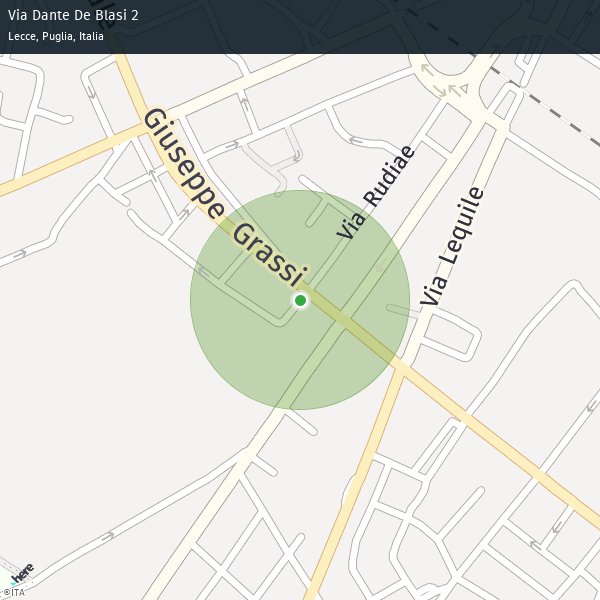 Via Dante De Blasi 2
Lecce, Puglia, Italia
Giuseppe Grassi
Via Rudiae
Via Lequile
here
©ITA